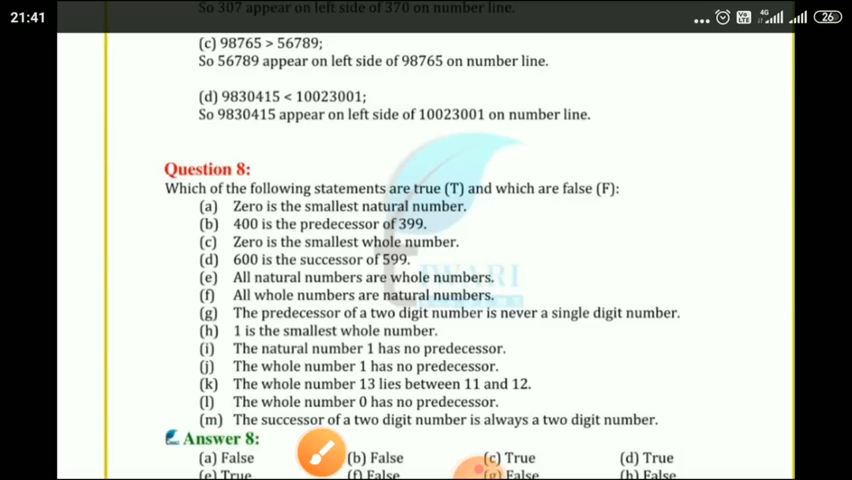 21:41
4G
26
So 307 appear on left side of 370 on number line.
(c) 98765 > 56789;
So 56789 appear on left side of 98765 on number line.
(d) 9830415 < 10023001;
So 9830415 appear on left side of 10023001 on number line.
Question 8:
Which of the following statements are true (T) and which are false (F):
(a) Zero is the smallest natural number.
(b) 400 is the predecessor of 399.
(c) Zero is the smallest whole number.
(d) 600 is the successor of 599.
(e) All natural numbers are whole numbers.
(f) All whole numbers are natural numbers.
(g) The predecessor of a two digit number is never a single digit number.
(h) 1 is the smallest whole number.
(i) The natural number 1 has no predecessor.
(j) The whole number 1 has no predecessor.
(k) The whole number 13 lies between 11 and 12.
(l) The whole number 0 has no predecessor.
(m) The successor of a two digit number is always a two digit number.
Answer 8:
(a) False (b) False (c) True (d) True
(e) True (f) False (g) False (h) False